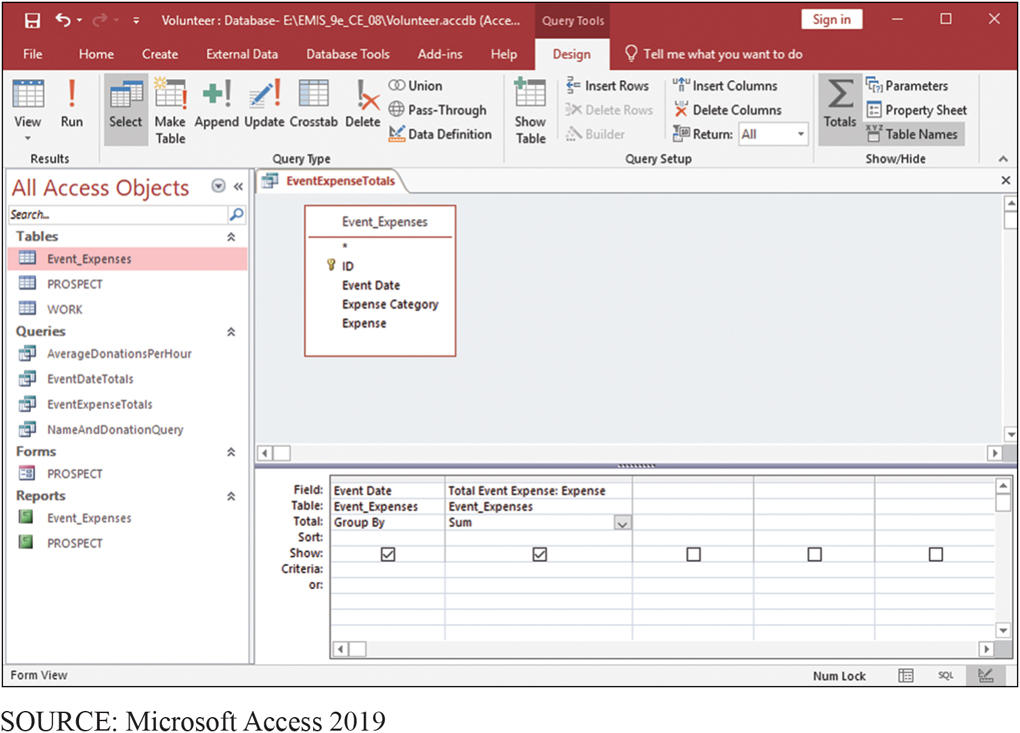 Volunteer : Database- E:\EMIS_9e_CE_08\Volunteer.accdb (Acce...
Query Tools
Sign in
File Home Create External Data Database Tools Add-ins Help Design Tell me what you want to do
View
Run
Results
Select
Make Table
Append
Update
Crosstab
Delete
Union
Pass-Through
Data Definition
Query Type
Show Table
Insert Rows
Delete Rows
Builder
Insert Columns
Delete Columns
Return: All
Query Setup
Totals
Parameters
Property Sheet
XYZ Table Names
Show/Hide
All Access Objects
Search...
Tables
Event_Expenses
PROSPECT
WORK
Queries
AverageDonationsPerHour
EventDateTotals
EventExpenseTotals
NameAndDonationQuery
Forms
PROSPECT
Reports
Event_Expenses
PROSPECT
EventExpenseTotals
Event_Expenses
*
ID
Event Date
Expense Category
Expense
Field: Event Date Total Event Expense: Expense
Table: Event_Expenses Event_Expenses
Total: Group By Sum
Sort:
Show:
Criteria:
or:
Form View
Num Lock
SQL
SOURCE: Microsoft Access 2019